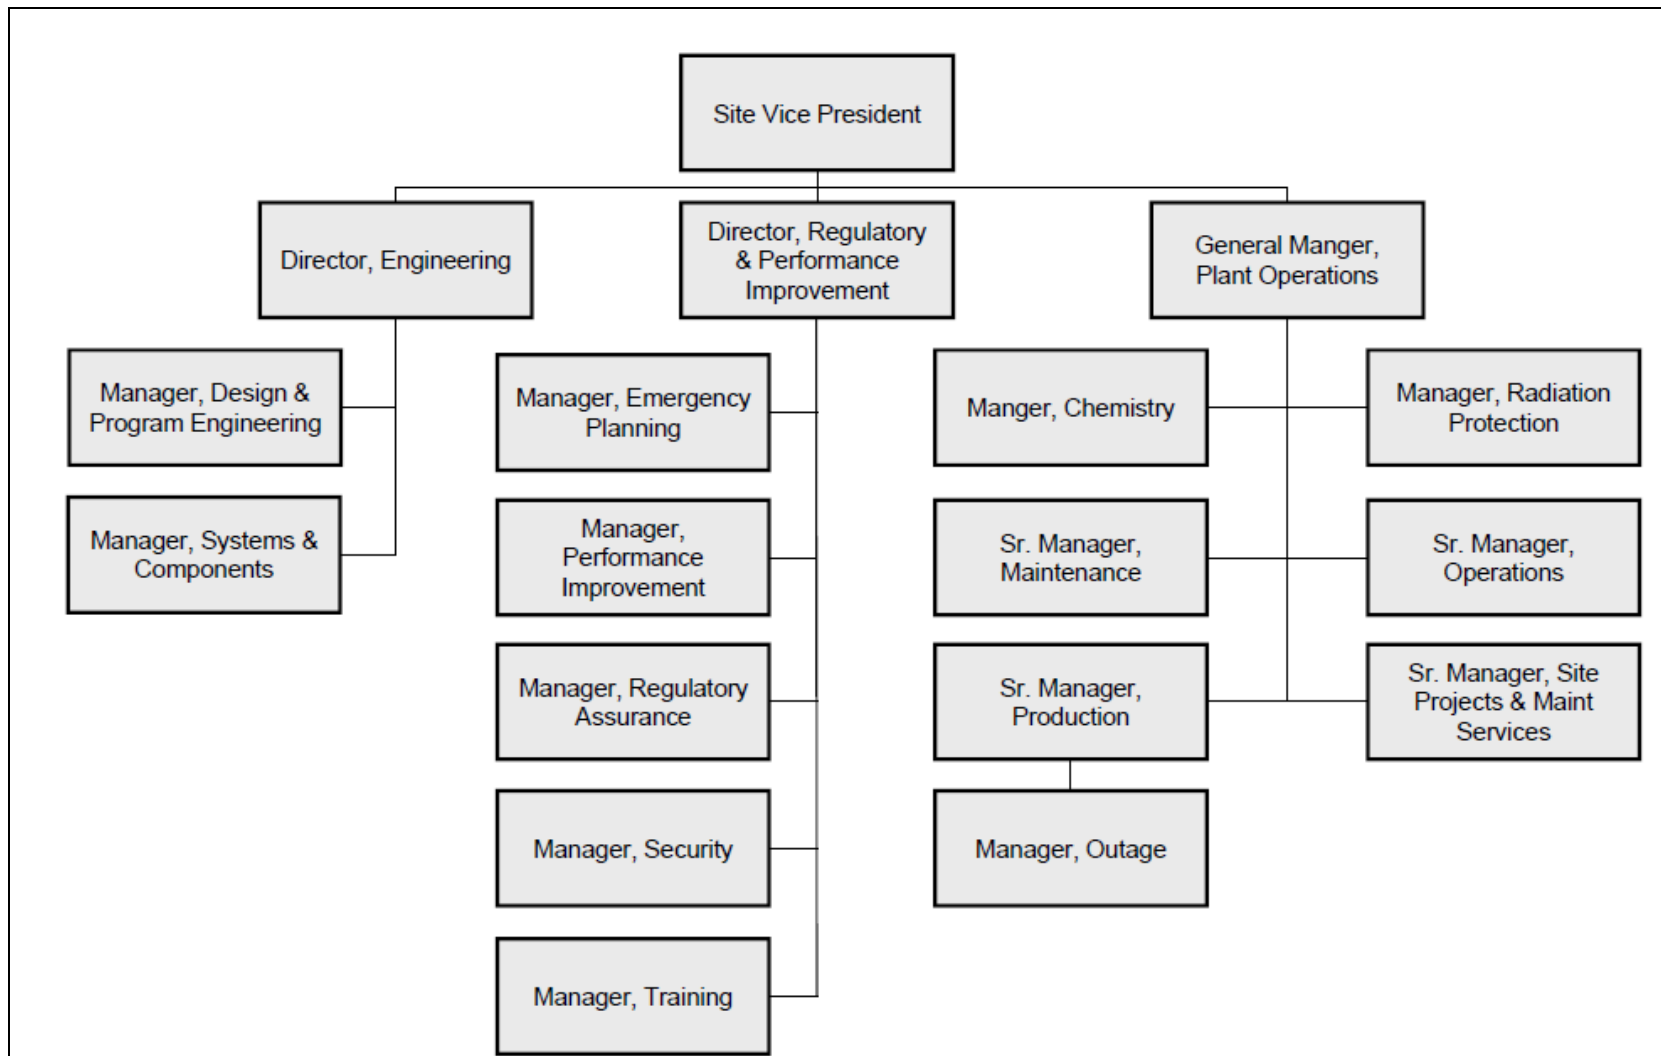 Site Vice President
Director, Engineering
Director, Regulatory
& Performance
Improvement
General Manger,
Plant Operations
Manager, Design &
Program Engineering
Manager, Systems &
Components
Manager, Emergency
Planning
Manager,
Performance
Improvement
Manager, Regulatory
Assurance
Manager, Security
Manager, Training
Manger, Chemistry
Manager, Radiation
Protection
Sr. Manager,
Maintenance
Sr. Manager,
Operations
Sr. Manager,
Production
Sr. Manager, Site
Projects & Maint
Services
Manager, Outage